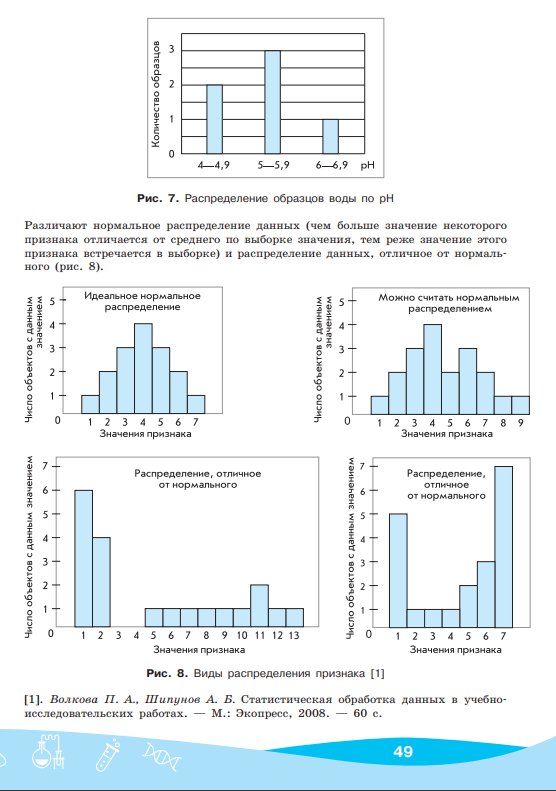 Количество образцов
3
2
1
0
4—4,9 5—5,9 6—6,9 pH
Рис. 7. Распределение образцов воды по pH
Различают нормальное распределение данных (чем больше значение некоторого
признака отличается от среднего по выборке значения, тем реже значение этого
признака встречается в выборке) и распределение данных, отличное от нормаль-
ного (рис. 8).
Число объектов с данным
значением
Идеальное нормальное
распределение
5
4
3
2
1
0
1 2 3 4 5 6 7
Значения признака
Число объектов с данным
значением
Можно считать нормальным
распределением
5
4
3
2
1
0
1 2 3 4 5 6 7 8 9
Значения признака
Число объектов с данным значением
Распределение, отличное
от нормального
7
6
5
4
3
2
1
0
1 2 3 4 5 6 7 8 9 10 11 12 13
Значения признака
Число объектов с данным значением
Распределение,
отличное
от нормального
7
6
5
4
3
2
1
0
1 2 3 4 5 6 7
Значения признака
Рис. 8. Виды распределения признака [1]
[1]. Волкова П. А., Шипунов А. Б. Статистическая обработка данных в учебно-
исследовательских работах. — М.: Экопресс, 2008. — 60 с.
49